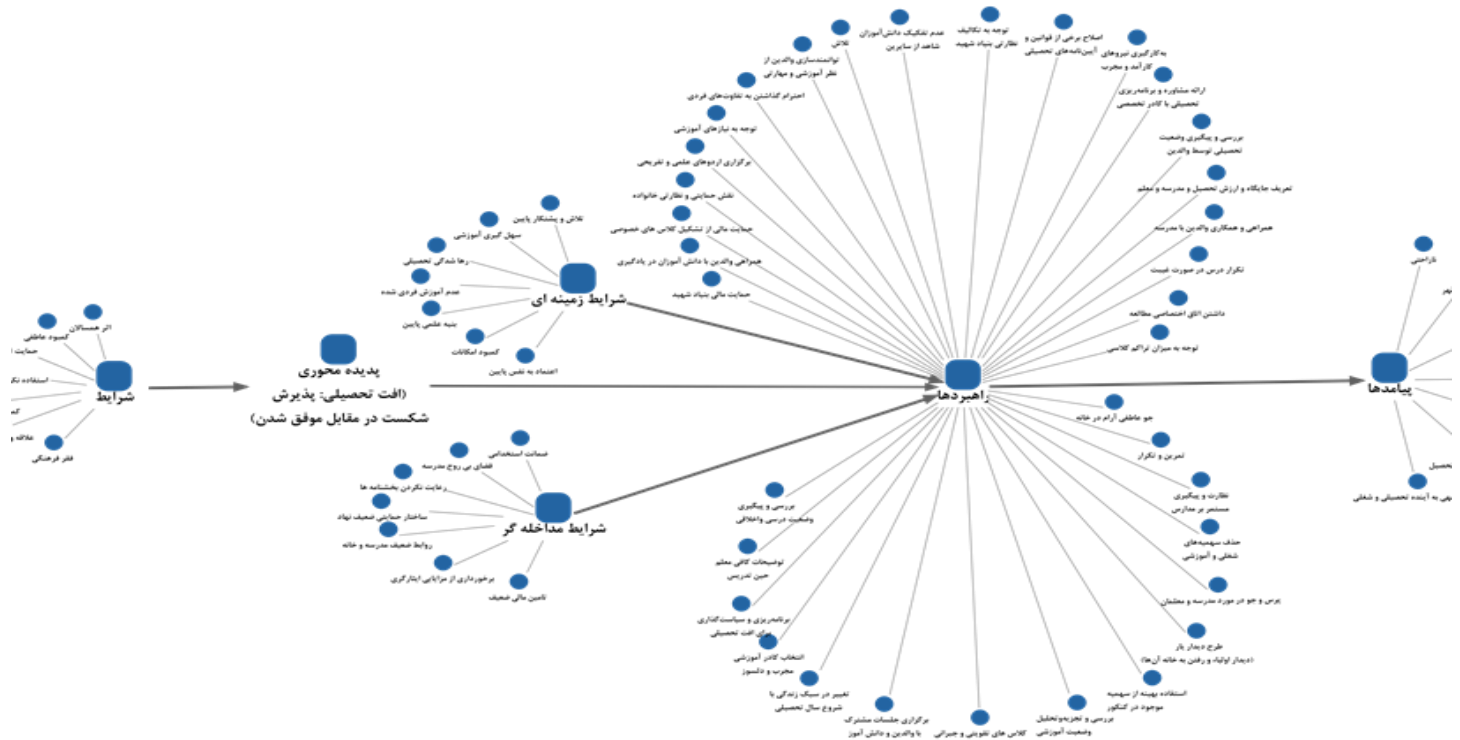 اثر همسالان
کمبود عاطفی
حمایت
استفاده
شرایط
علاقه و
فقر فرهنگی
پدیده محوری
(افت تحصیلی: پذیرش
شکست در مقابل موفق شدن)
تلاش و پشتکار پایین
سهل گیری آموزشی
رها شدگی تحصیلی
عدم آموزش فردی شده
بنیه علمی پایین
کمبود امکانات
اعتماد به نفس پایین
شرایط زمینه ای
ضمانت استخدامی
فضای بی روح مدرسه
رعایت نکردن بخشنامه ها
ساختار حمایتی ضعیف نهاد
روابط ضعیف مدرسه و خانه
برخورداری از مزایایی ایثارگری
تامین مالی ضعیف
شرایط مداخله گر
راهبردها
اصلاح برخی از قوانین و
آیین‌نامه‌های تحصیلی
توجه به تکالیف
نظارتی بنیاد شهید
عدم تفکیک دانش‌آموزان
شاهد از سایرین
تلاش
توانمندسازی والدین از
نظر آموزشی و مهارتی
احترام گذاشتن به تفاوت‌های فردی
توجه به نیازهای آموزشی
برگزاری اردوهای علمی و تفریحی
نقش حمایتی و نظارتی خانواده
حمایت مالی از تشکیل کلاس های خصوصی
همراهی والدین با دانش آموزان در یادگیری
حمایت مالی بنیاد شهید
به‌کارگیری نیروهای
کارآمد و مجرب
ارائه مشاوره و برنامه‌ریزی
تحصیلی با کادر تخصصی
بررسی و پیگیری وضعیت
تحصیلی توسط والدین
تعریف جایگاه و ارزش تحصیل و مدرسه و معلم
همراهی و همکاری والدین با مدرسه
تکرار درس در صورت غیبت
داشتن اتاق اختصاصی مطالعه
توجه به میزان تراکم کلاسی
جو عاطفی آرام در خانه
تمرین و تکرار
نظارت و پیگیری
مستمر بر مدارس
حذف سهمیه‌های
شغلی و آموزشی
پرس و جو در مورد مدرسه و معلمان
طرح دیدار یار
(دیدار اولیاء و رفتن به خانه آن‌ها)
استفاده بهینه از سهمیه
موجود در کنکور
بررسی و تجزیه‌وتحلیل
وضعیت آموزشی
کلاس های تقویتی و جبرانی
برگزاری جلسات مشترک
با والدین و دانش آموز
تغییر در سبک زندگی با
شروع سال تحصیلی
انتخاب کادر آموزشی
مجرب و دلسوز
برنامه‌ریزی و سیاست‌گذاری
برای افت تحصیلی
توضیحات کافی معلم
حین تدریس
بررسی و پیگیری
وضعیت درسی واخلاقی
ناراحتی
پیامدها
تحصیل
به آینده تحصیلی و شغلی